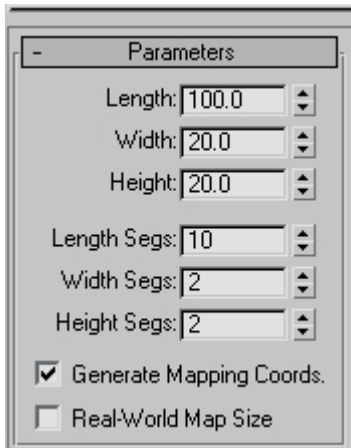 - Parameters
Length: 100.0
Width: 20.0
Height: 20.0
Length Segs: 10
Width Segs: 2
Height Segs: 2
Generate Mapping Coords.
Real-World Map Size